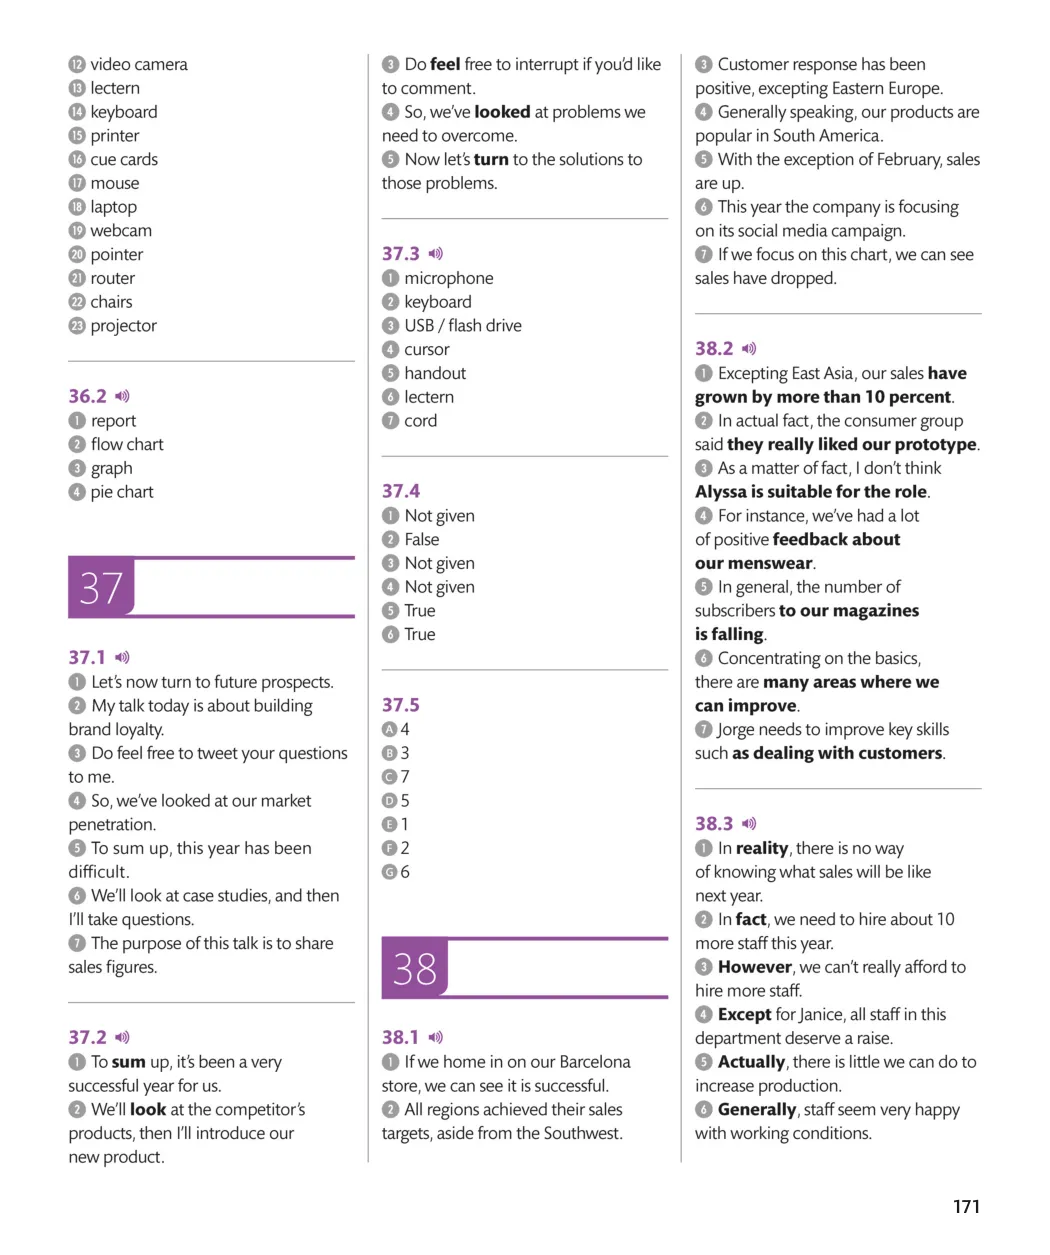 12 video camera
13 lectern
14 keyboard
15 printer
16 cue cards
17 mouse
18 laptop
19 webcam
20 pointer
21 router
22 chairs
23 projector
36.2
1 report
2 flow chart
3 graph
4 pie chart
37
37.1
1 Let's now turn to future prospects.
2 My talk today is about building
brand loyalty.
3 Do feel free to tweet your questions
to me.
4 So, we've looked at our market
penetration.
5 To sum up, this year has been
difficult.
6 We'll look at case studies, and then
I'll take questions.
7 The purpose of this talk is to share
sales figures.
37.2
1 To sum up, it's been a very
successful year for us.
2 We'll look at the competitor's
products, then I'll introduce our
new product.
3 Do feel free to interrupt if you'd like
to comment.
4 So, we've looked at problems we
need to overcome.
5 Now let's turn to the solutions to
those problems.
37.3
1 microphone
2 keyboard
3 USB / flash drive
4 cursor
5 handout
6 lectern
7 cord
37.4
1 Not given
2 False
3 Not given
4 Not given
5 True
6 True
37.5
A 4
B 3
C 7
D 5
E 1
F 2
G 6
38
38.1
1 If we home in on our Barcelona
store, we can see it is successful.
2 All regions achieved their sales
targets, aside from the Southwest.
3 Customer response has been
positive, excepting Eastern Europe.
4 Generally speaking, our products are
popular in South America.
5 With the exception of February, sales
are up.
6 This year the company is focusing
on its social media campaign.
7 If we focus on this chart, we can see
sales have dropped.
38.2
1 Excepting East Asia, our sales have
grown by more than 10 percent.
2 In actual fact, the consumer group
said they really liked our prototype.
3 As a matter of fact, I don't think
Alyssa is suitable for the role.
4 For instance, we've had a lot
of positive feedback about
our menswear.
5 In general, the number of
subscribers to our magazines
is falling.
6 Concentrating on the basics,
there are many areas where we
can improve.
7 Jorge needs to improve key skills
such as dealing with customers.
38.3
1 In reality, there is no way
of knowing what sales will be like
next year.
2 In fact, we need to hire about 10
more staff this year.
3 However, we can't really afford to
hire more staff.
4 Except for Janice, all staff in this
department deserve a raise.
5 Actually, there is little we can do to
increase production.
6 Generally, staff seem very happy
with working conditions.
171